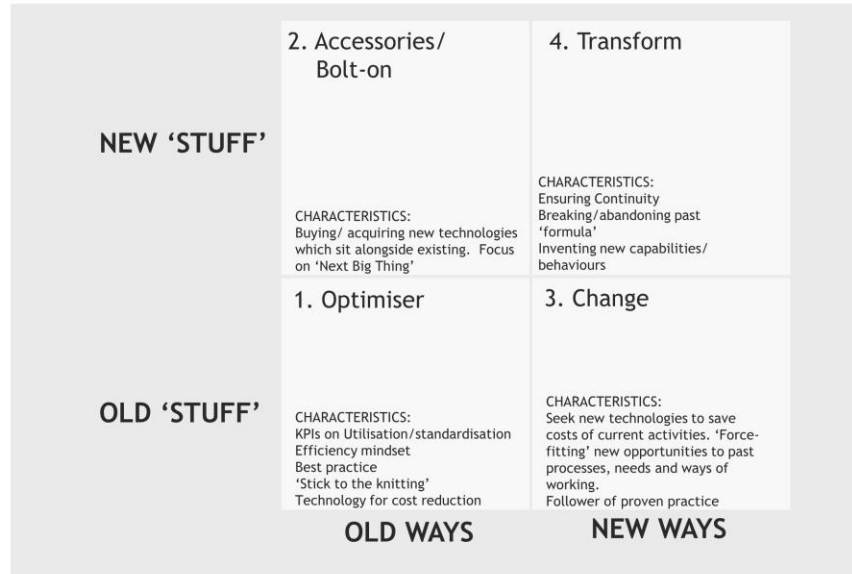 2. Accessories/
Bolt-on
4. Transform
NEW ‘STUFF’
CHARACTERISTICS:
Buying/ acquiring new technologies
which sit alongside existing. Focus
on ‘Next Big Thing’
CHARACTERISTICS:
Ensuring Continuity
Breaking/abandoning past
‘formula’
Inventing new capabilities/
behaviours
1. Optimiser
3. Change
OLD ‘STUFF’
CHARACTERISTICS:
KPIs on Utilisation/standardisation
Efficiency mindset
Best practice
‘Stick to the knitting’
Technology for cost reduction
CHARACTERISTICS:
Seek new technologies to save
costs of current activities. ‘Force-
fitting’ new opportunities to past
processes, needs and ways of
working.
Follower of proven practice
OLD WAYS
NEW WAYS